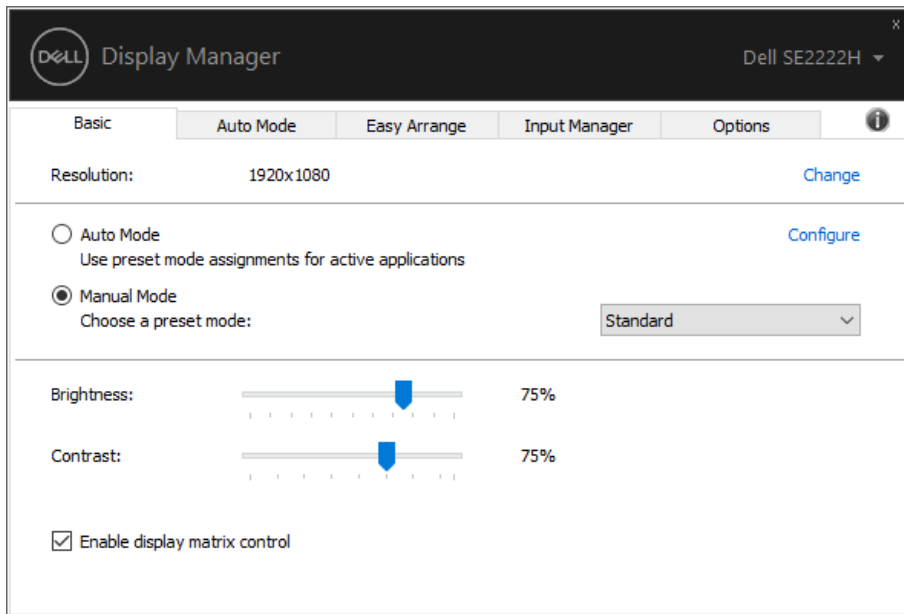 x
DELL Display Manager Dell SE2222H
Basic Auto Mode Easy Arrange Input Manager Options
Resolution: 1920x1080 Change
Auto Mode Configure
Use preset mode assignments for active applications
Manual Mode
Choose a preset mode: Standard
Brightness: 75%
Contrast: 75%
Enable display matrix control